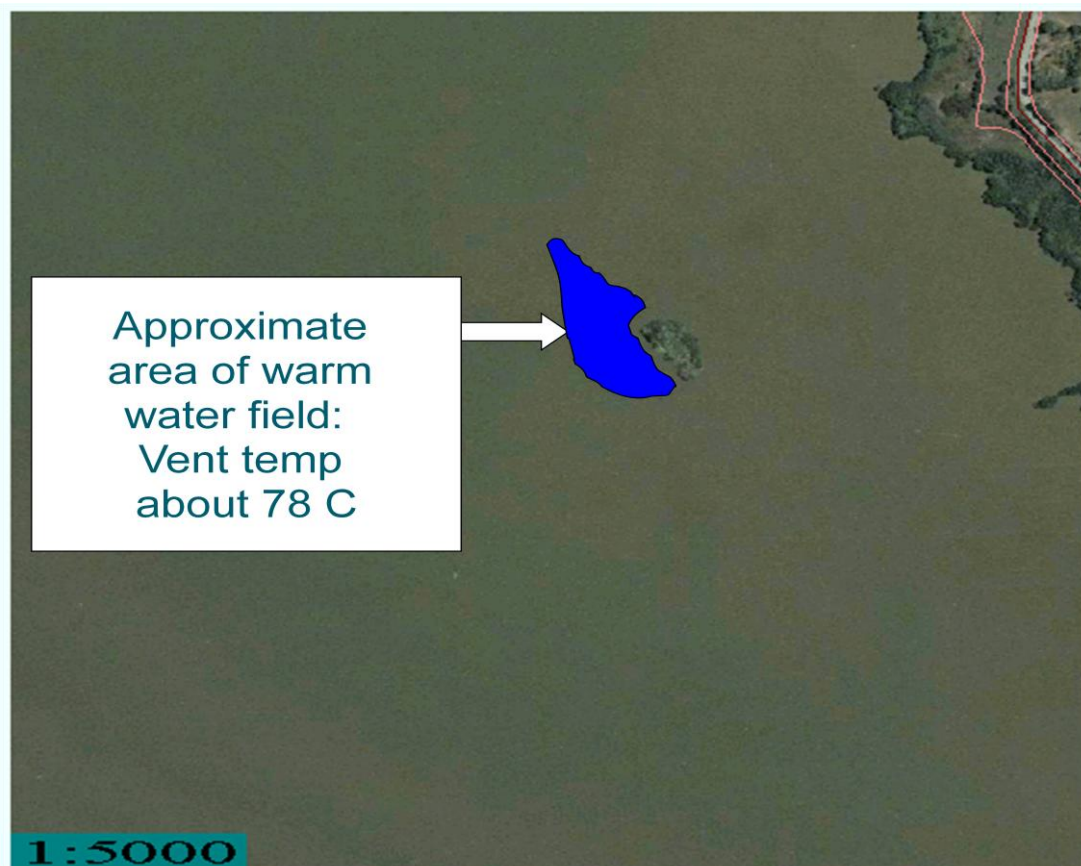 Approximate
area of warm
water field:
Vent temp
about 78 C
1:5000